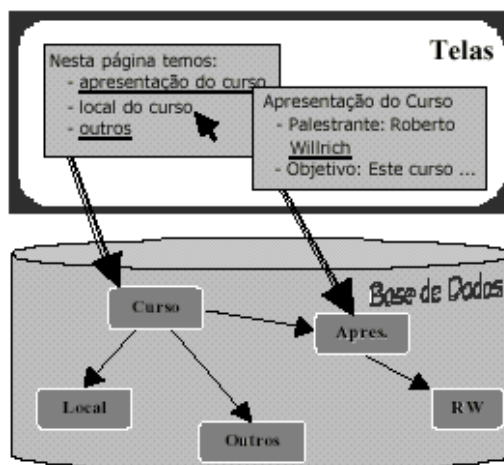 Telas
Nesta página temos:
- apresentação do curso
- local do curso
- outros
Apresentação do Curso
- Palestrante: Roberto
Willrich
- Objetivo: Este curso ...
Base de Dados
Curso
Apres.
Local
Outros
RW